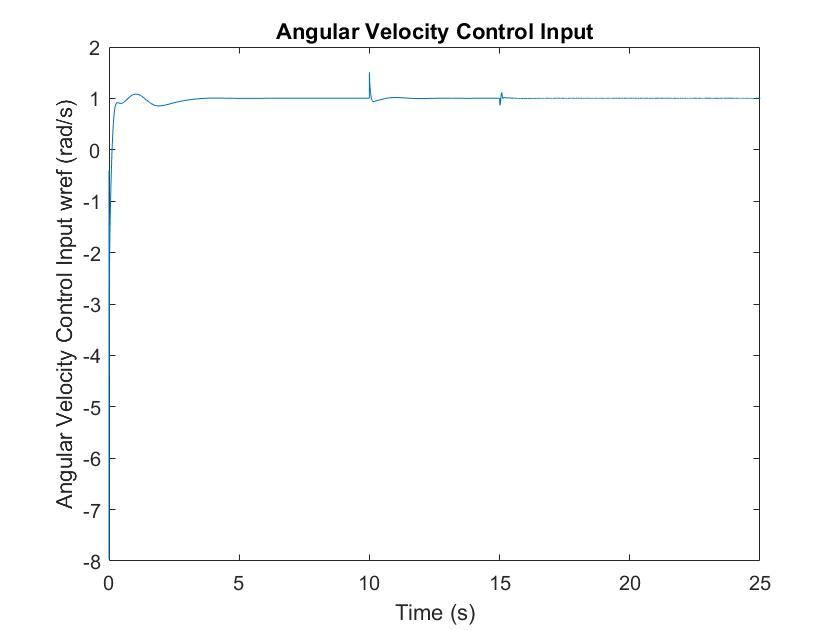 Angular Velocity Control Input
Angular Velocity Control Input wref (rad/s)
2
1
0
-1
-2
-3
-4
-5
-6
-7
-8
0 5 10 15 20 25
Time (s)